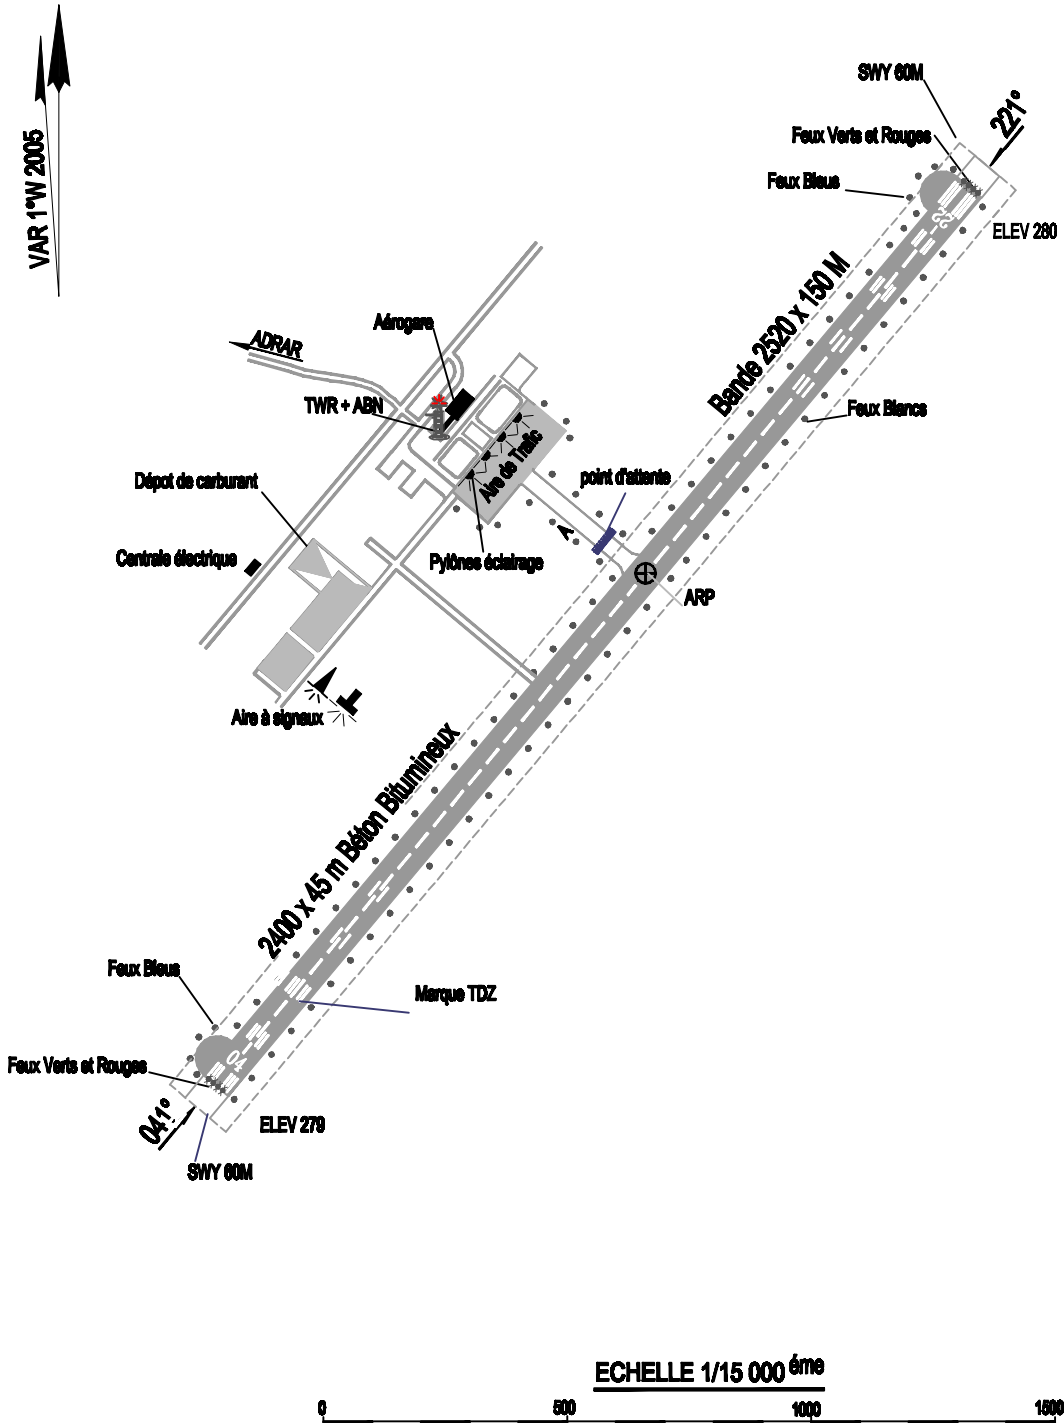 VAR 1°W 2005
SWY 60M
221°
Feux Verts et Rouges
Feux Bleus
22
ELEV 280
Bande 2520 x 150 M
Aérogare
ADRAR
TWR + ABN
Feux Blancs
Aire de Trafic
Dépot de carburant
point d'attente
A
Centrale électrique
Pylônes éclairage
ARP
Aire à signaux
2400 x 45 m Béton Bitumineux
Feux Bleus
Marque TDZ
04
Feux Verts et Rouges
041°
ELEV 279
SWY 60M
ECHELLE 1/15 000 éme
0 500 1000 1500